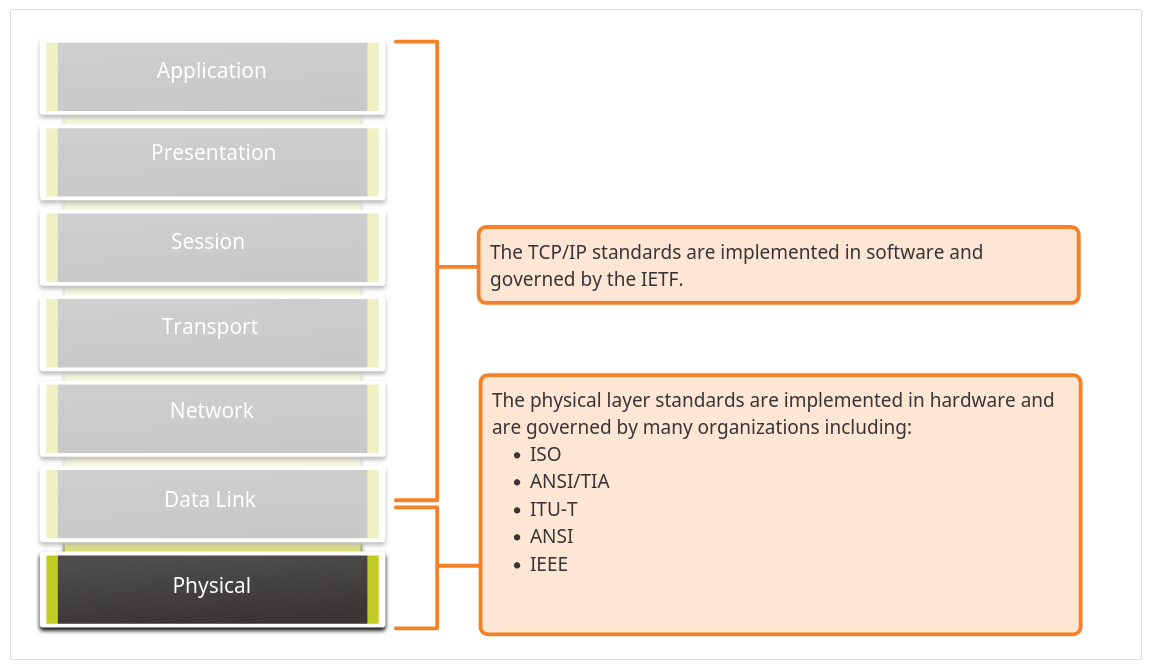 Application
Presentation
Session
Transport
Network
Data Link
Physical
The TCP/IP standards are implemented in software and
governed by the IETF.
The physical layer standards are implemented in hardware and
are governed by many organizations including:
• ISO
• ANSI/TIA
• ITU-T
• ANSI
• IEEE